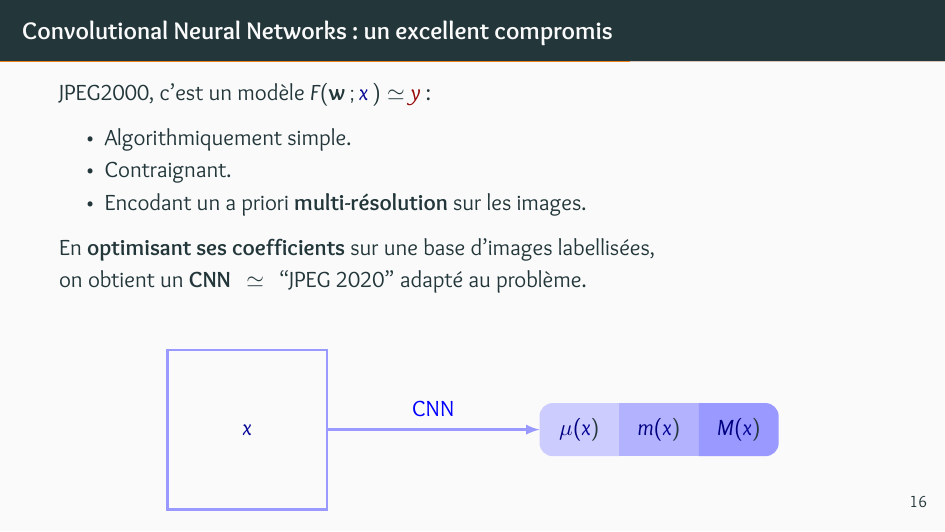 Convolutional Neural Networks : un excellent compromis
JPEG2000, c’est un modèle F(w ; x ) ≃ y :
• Algorithmiquement simple.
• Contraignant.
• Encodant un a priori multi-résolution sur les images.
En optimisant ses coefficients sur une base d’images labellisées,
on obtient un CNN ≃ “JPEG 2020” adapté au problème.
CNN
x
μ(x) m(x) M(x)
16